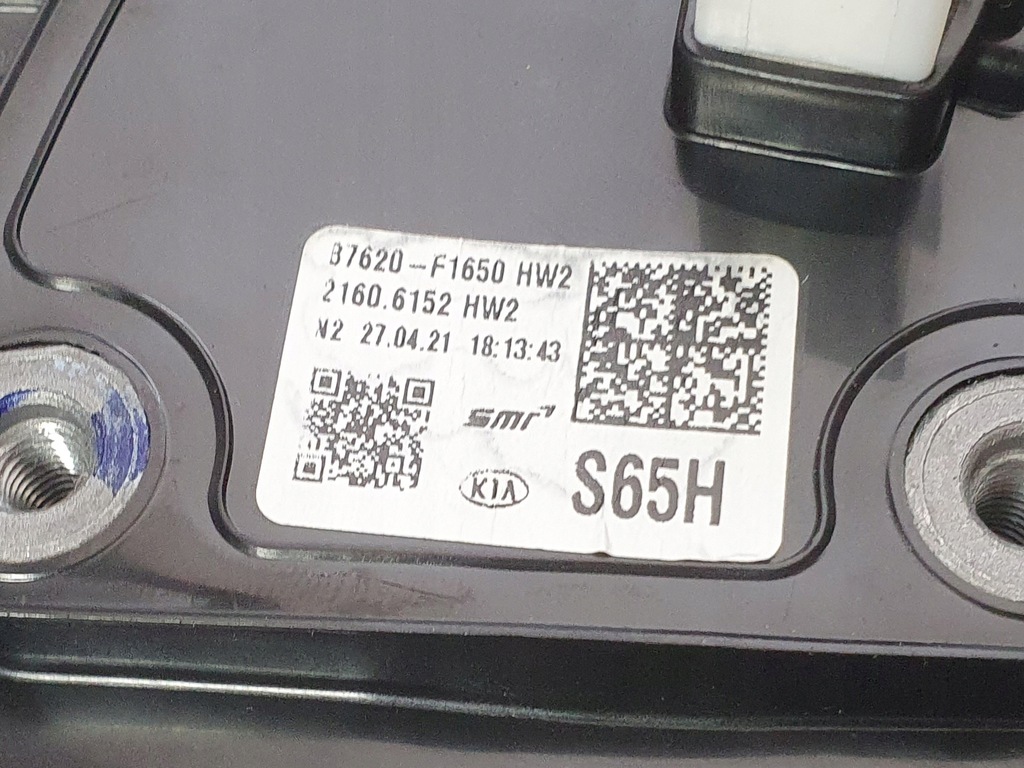 87620-F1650 HW2
2160.6152 HW2
N2 27.04.21 18:13:43
SMR
KIA
S65H